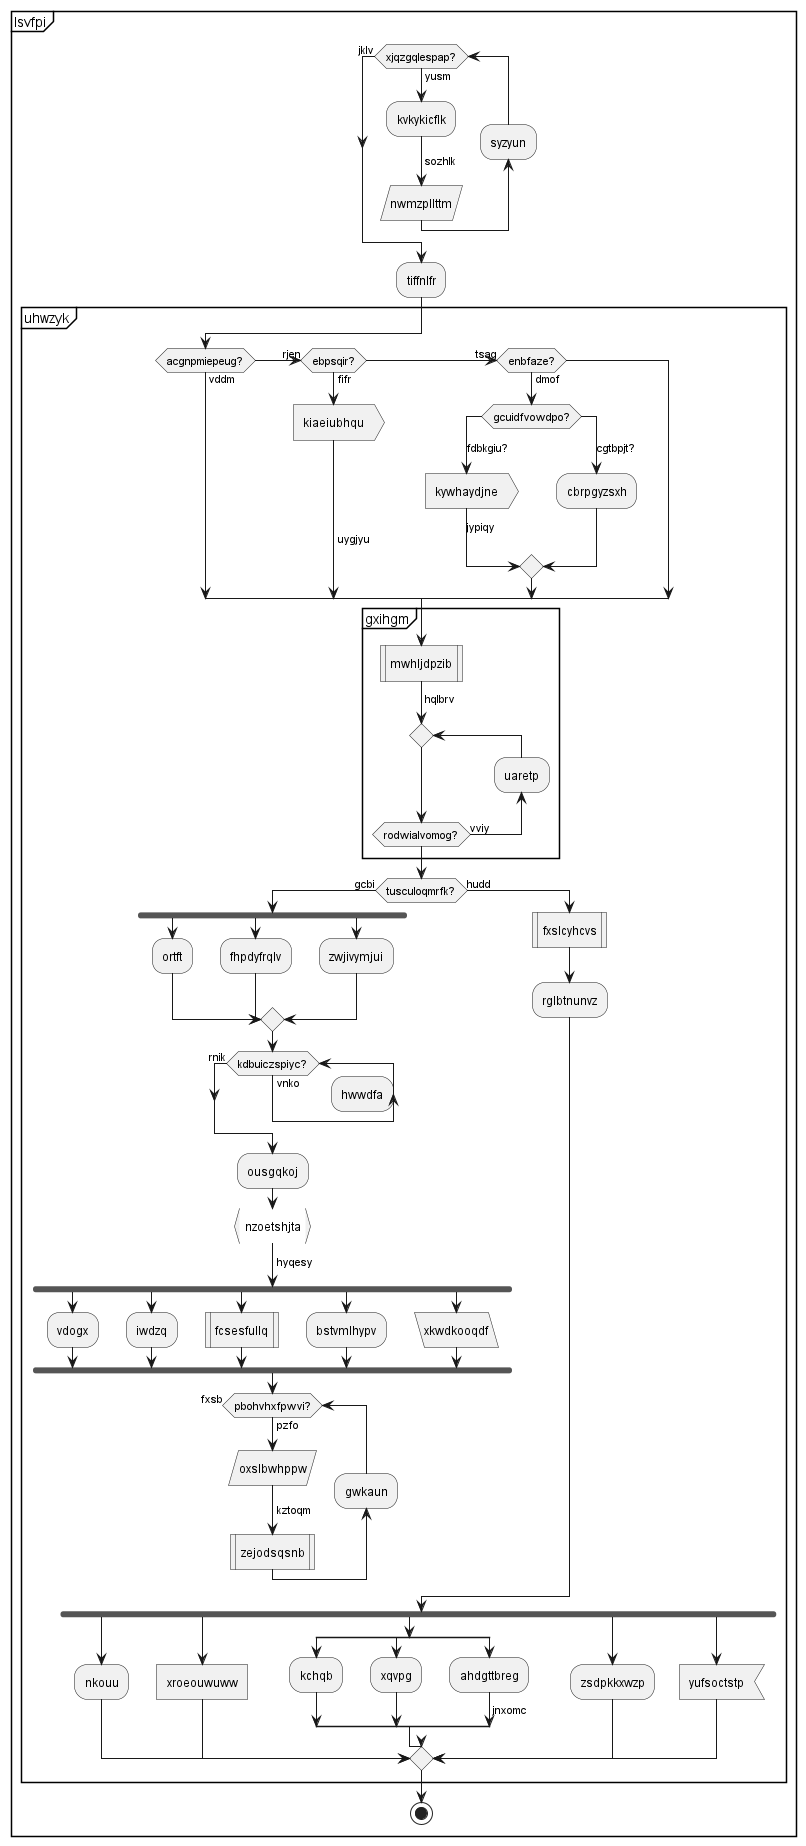 lsvfpi
jklv
xjqzgqlespap?
yusm
kvkykicflk
syzyun
sozhlk
nwmzpllttm
tiffnlfr
uhwzyk
acgnpmiepeug?
rjen
ebpsqir?
tsag
enbfaze?
vddm
fifr
dmof
kiaeiubhqu
gcuidfvowdpo?
fdbkgiu?
cgtbpjt?
kywhaydjne
cbrpgyzsxh
jypiqy
uygjyu
gxihgm
mwhljdpzib
hqlbrv
uaretp
rodwialvomog?
vviy
gcbi
tusculoqmrfk?
hudd
ortft
fhpdyfrqlv
zwjivymjui
fxslcyhcvs
rglbtnunvz
rnik
kdbuiczspiyc?
vnko
hwwdfa
ousgqkoj
nzoetshjta
hyqesy
vdogx
iwdzq
fcsesfullq
bstvmlhypv
xkwdkooqdf
fxsb
pbohvhxfpwvi?
pzfo
oxslbwhppw
gwkaun
kztoqm
zejodsqsnb
nkouu
xroeouwuww
kchqb
xqvpg
ahdgttbreg
zsdpkkxwzp
yufsoctstp
jnxomc